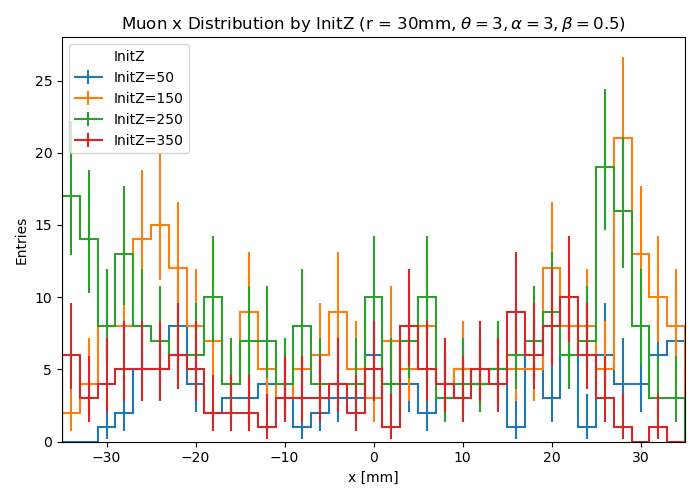 Muon x Distribution by InitZ (r = 30mm, θ = 3, α = 3, β = 0.5)
InitZ
InitZ=50
InitZ=150
InitZ=250
InitZ=350
Entries
25
20
15
10
5
0
−30 −20 −10 0 10 20 30
x [mm]